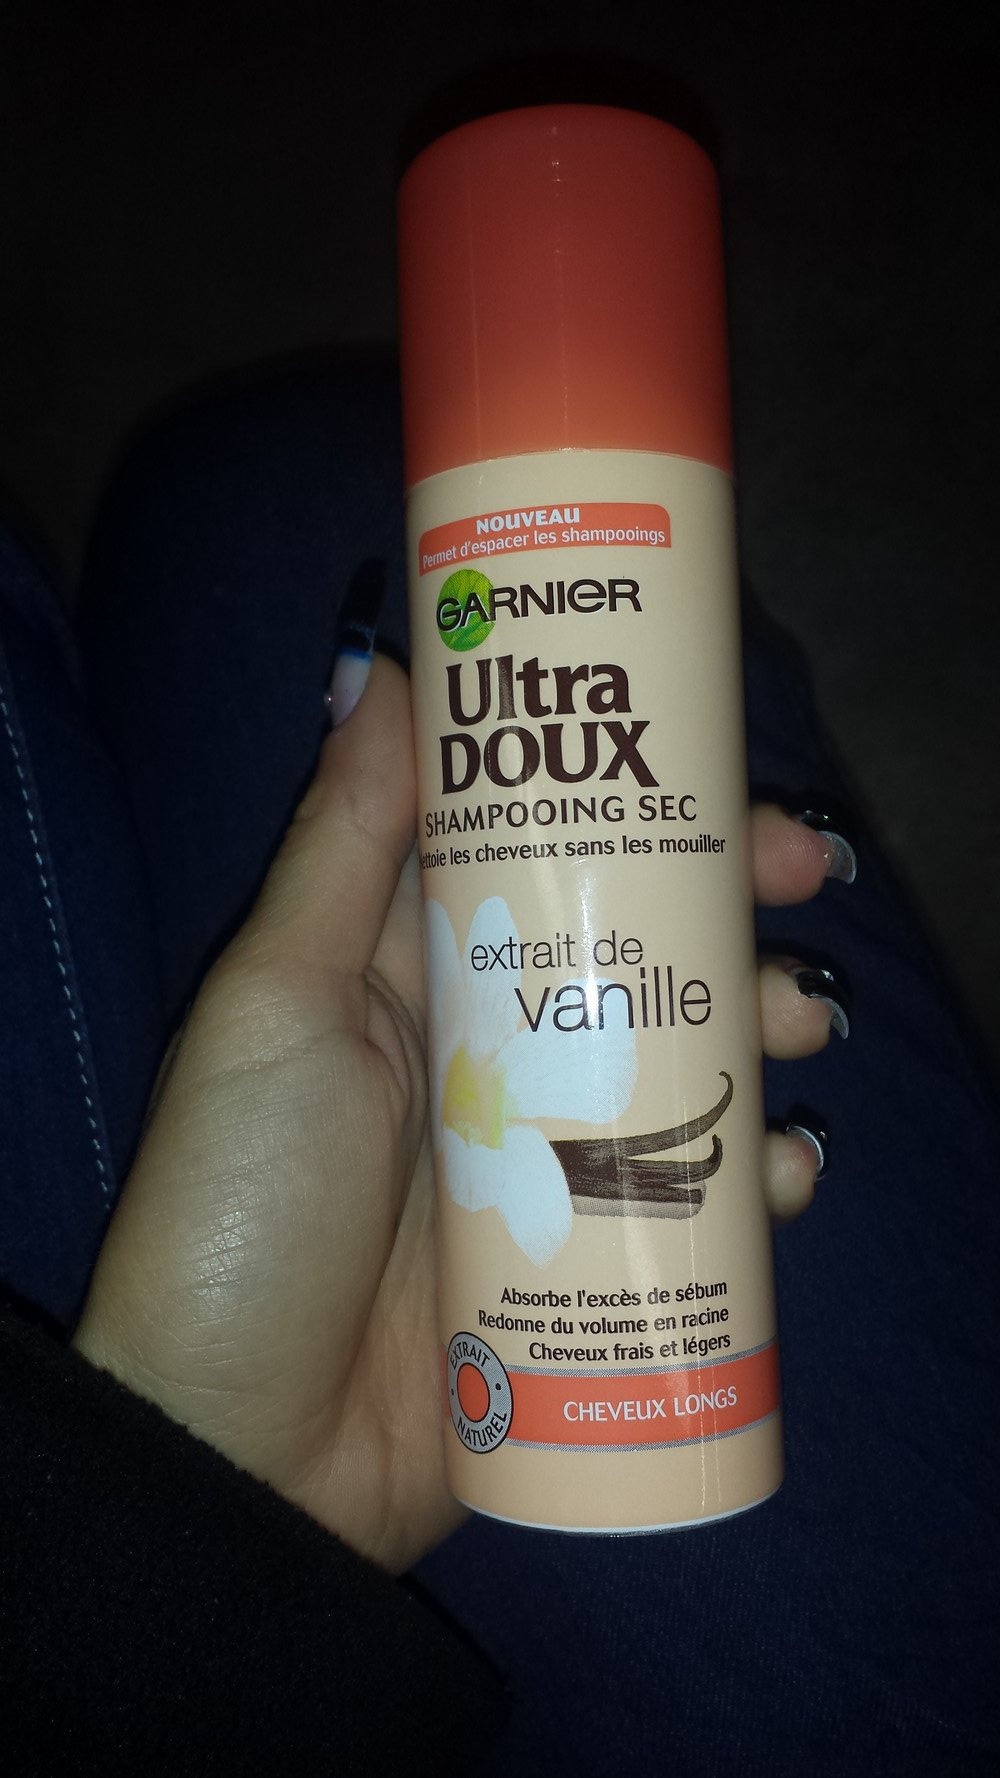 NOUVEAU
Permet d'espacer les shampooings
GARNIER
Ultra
DOUX
SHAMPOOING SEC
les cheveux sans les mouiller
extrait de
vanille
Absorbe l'excès de sébum
Redonne du volume en racine
Cheveux frais et légers
EXTRAIT
NATUREL
CHEVEUX LONGS